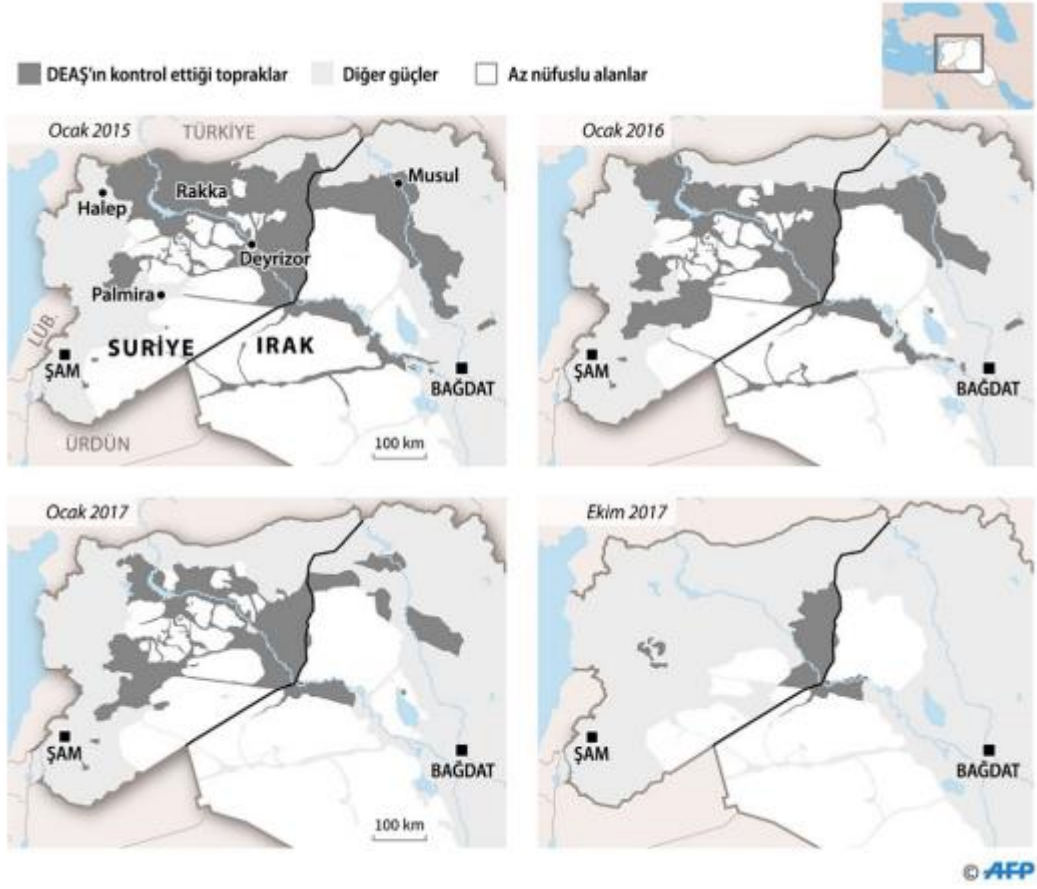 DEAŞ'ın kontrol ettiği topraklar
Diğer güçler
Az nüfuslu alanlar
Ocak 2015
TÜRKİYE
Musul
Rakka
Halep
Deyrizor
Palmira
LÜB.
SURİYE
IRAK
ŞAM
BAĞDAT
ÜRDÜN
100 km
Ocak 2016
ŞAM
BAĞDAT
Ocak 2017
ŞAM
BAĞDAT
100 km
Ekim 2017
ŞAM
BAĞDAT
© AFP